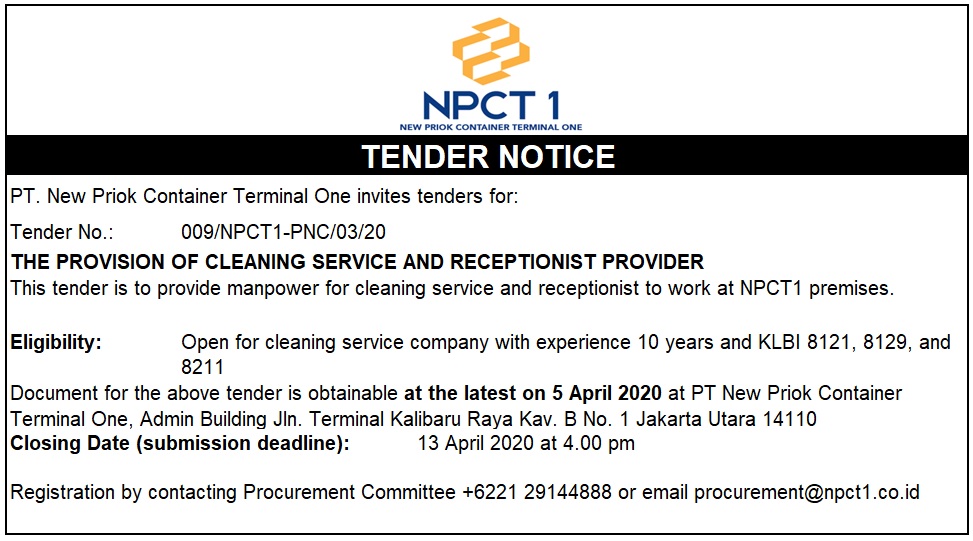 NPCT 1
NEW PRIOK CONTAINER TERMINAL ONE
TENDER NOTICE
PT. New Priok Container Terminal One invites tenders for:
Tender No.: 009/NPCT1-PNC/03/20
THE PROVISION OF CLEANING SERVICE AND RECEPTIONIST PROVIDER
This tender is to provide manpower for cleaning service and receptionist to work at NPCT1 premises.
Eligibility: Open for cleaning service company with experience 10 years and KLBI 8121, 8129, and
8211
Document for the above tender is obtainable at the latest on 5 April 2020 at PT New Priok Container
Terminal One, Admin Building Jln. Terminal Kalibaru Raya Kav. B No. 1 Jakarta Utara 14110
Closing Date (submission deadline): 13 April 2020 at 4.00 pm
Registration by contacting Procurement Committee +6221 29144888 or email procurement@npct1.co.id